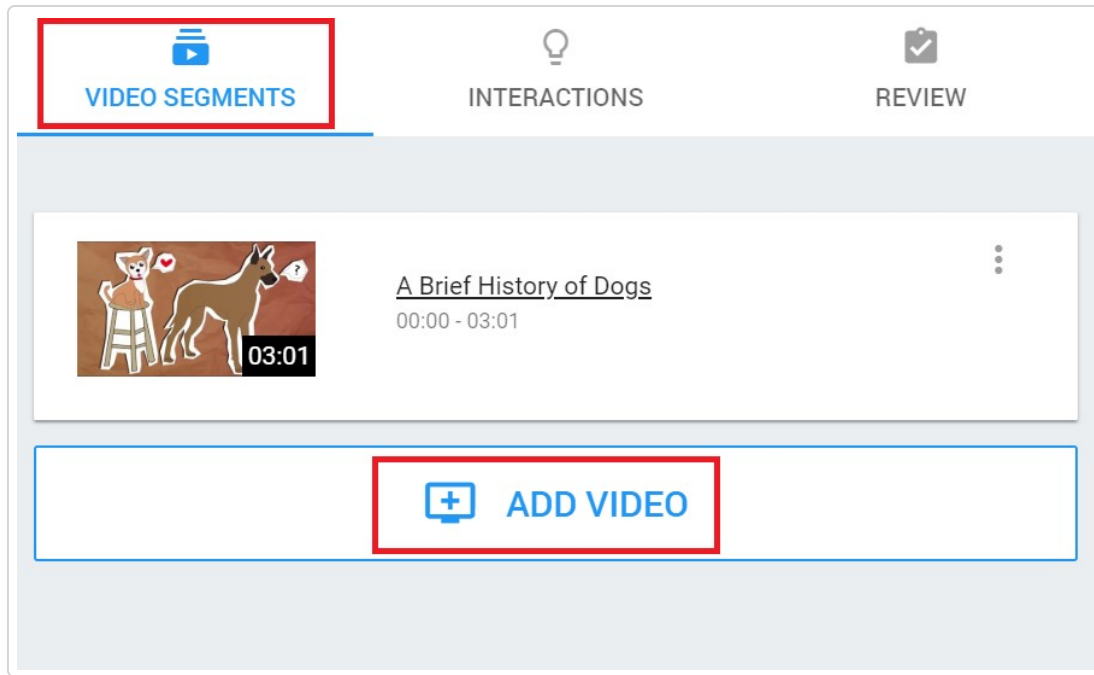 VIDEO SEGMENTS
INTERACTIONS
REVIEW
A Brief History of Dogs
00:00 - 03:01
?
03:01
ADD VIDEO